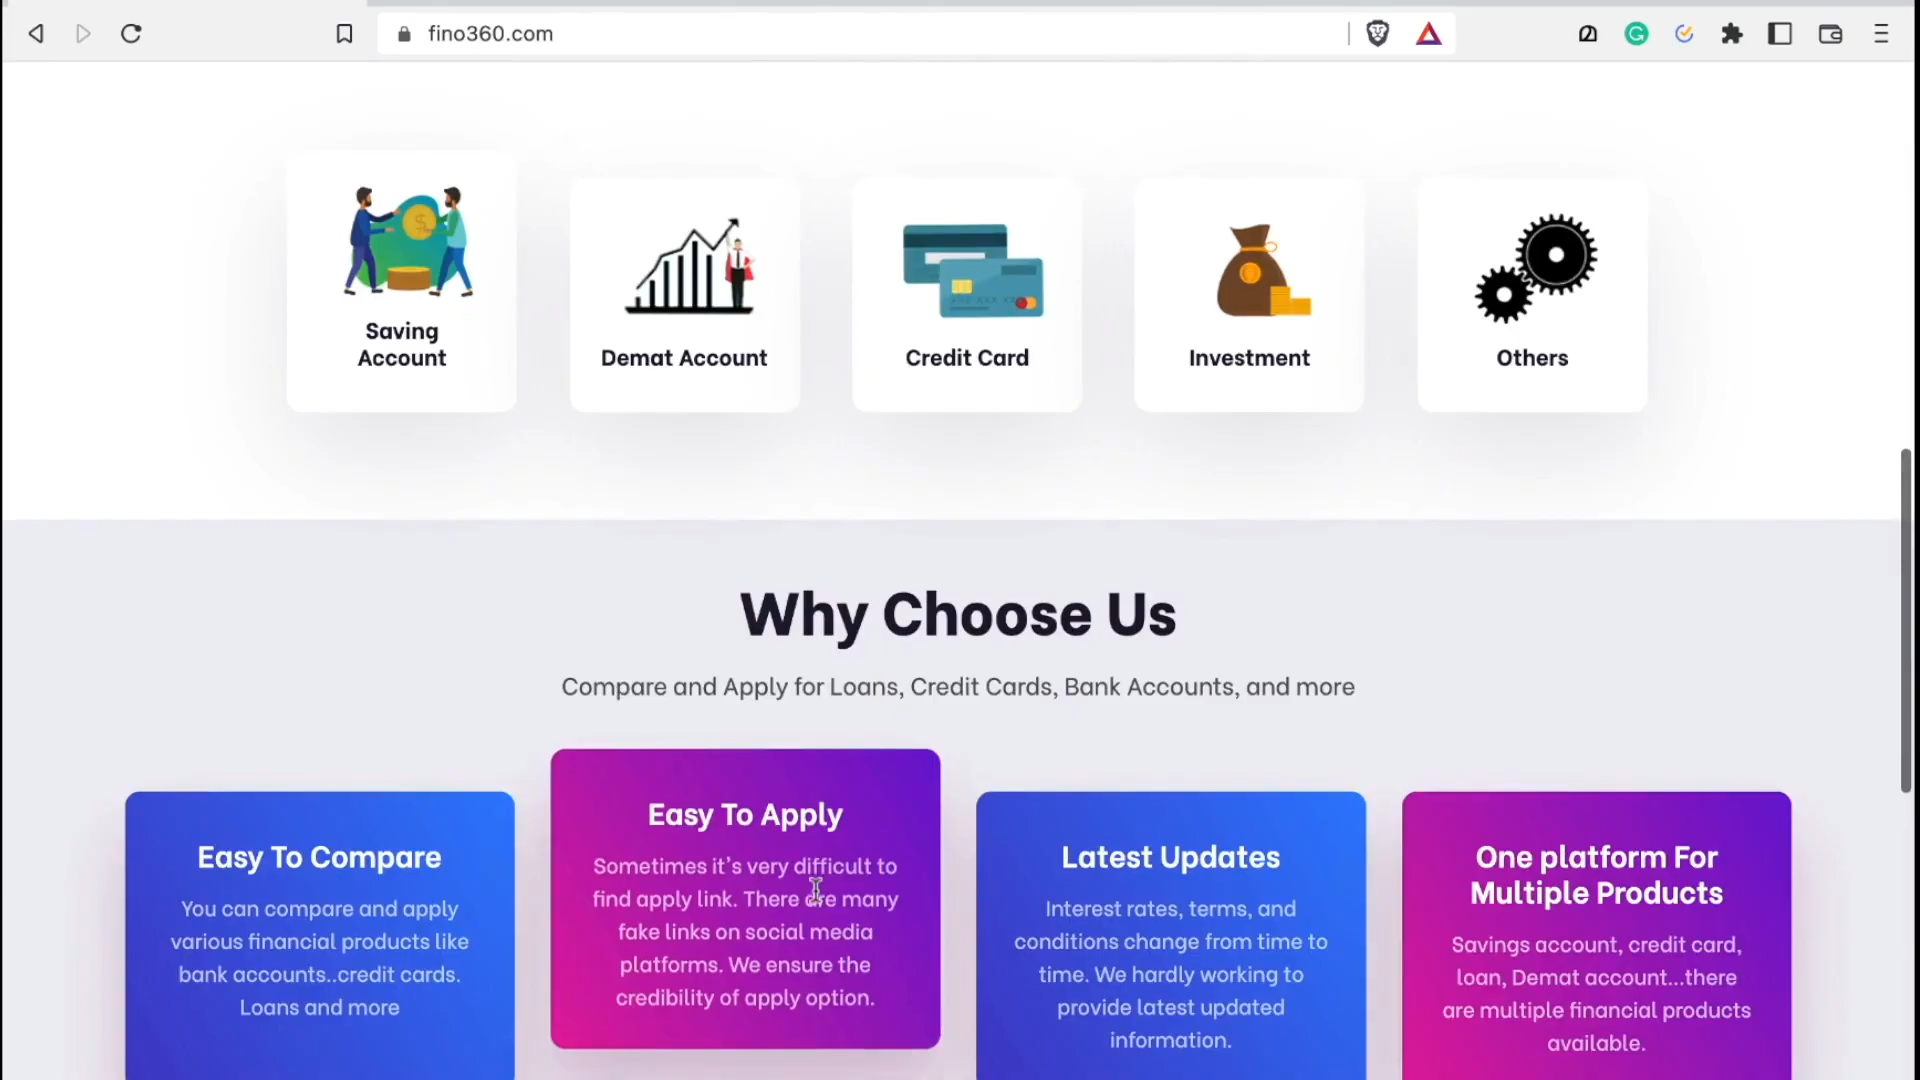 fino360.com
Saving
Account
Demat Account
Credit Card
Investment
Others
Why Choose Us
Compare and Apply for Loans, Credit Cards, Bank Accounts, and more
Easy To Compare
You can compare and apply
various financial products like
bank accounts..credit cards.
Loans and more
Easy To Apply
Sometimes it's very difficult to
find apply link. There are many
fake links on social media
platforms. We ensure the
credibility of apply option.
Latest Updates
Interest rates, terms, and
conditions change from time to
time. We hardly working to
provide latest updated
information.
One platform For
Multiple Products
Savings account, credit card,
loan, Demat account...there
are multiple financial products
available.